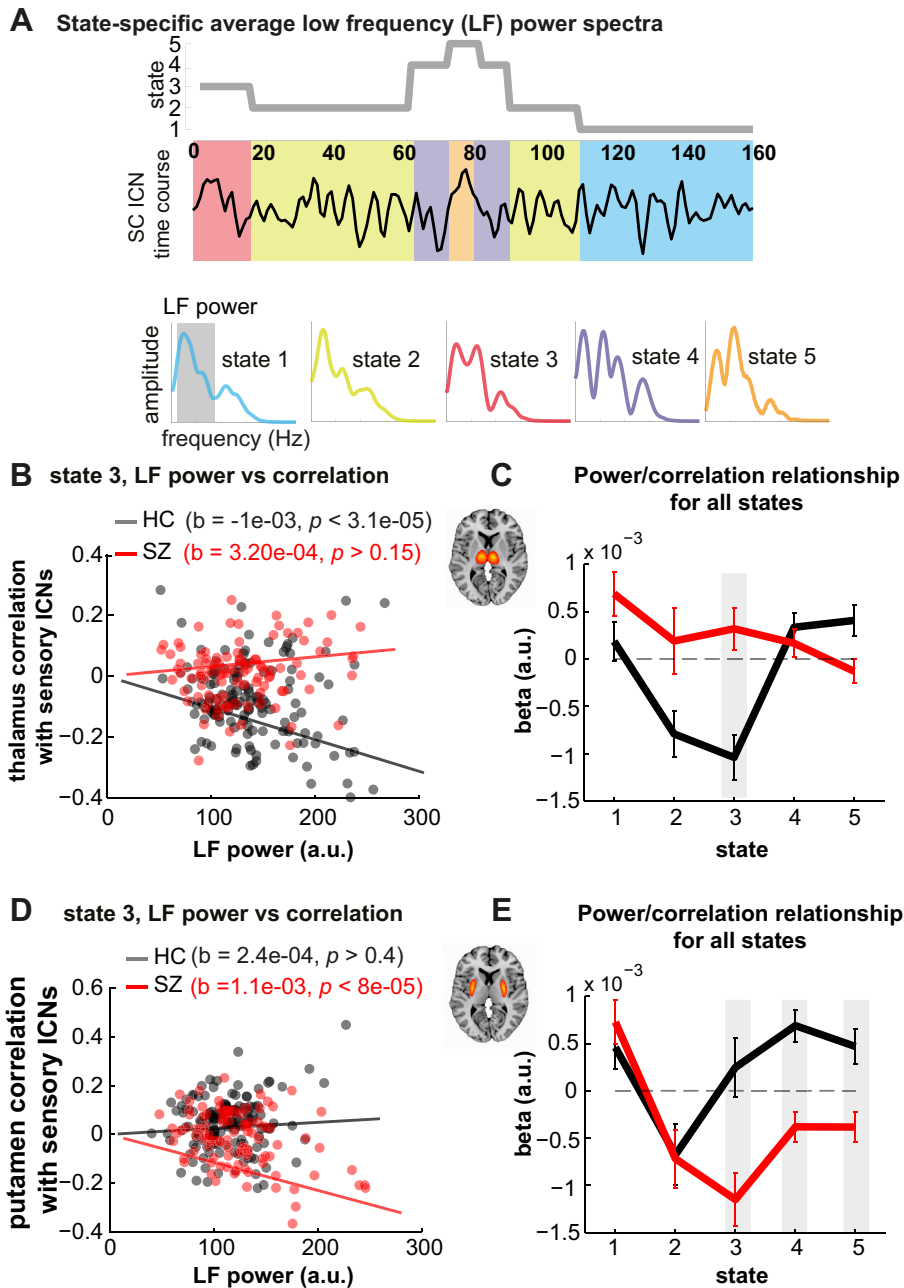 A State-specific average low frequency (LF) power spectra
5
4
3
2
1
state
0 20 40 60 80 100 120 140 160
SC ICN
time course
LF power
amplitude
frequency (Hz)
state 1
state 2
state 3
state 4
state 5
B state 3, LF power vs correlation
HC (b = -1e-03, p < 3.1e-05)
SZ (b = 3.20e-04, p > 0.15)
0.4
0.2
0
−0.2
−0.4
thalamus correlation
with sensory ICNs
0 100 200 300
LF power (a.u.)
C Power/correlation relationship
for all states
x 10⁻³
1
0.5
0
−0.5
−1
−1.5
beta (a.u.)
1 2 3 4 5
state
D state 3, LF power vs correlation
HC (b = 2.4e-04, p > 0.4)
SZ (b =1.1e-03, p < 8e-05)
0.6
0.4
0.2
0
−0.2
−0.4
putamen correlation
with sensory ICNs
0 100 200 300
LF power (a.u.)
E Power/correlation relationship
for all states
x 10⁻³
1
0.5
0
−0.5
−1
−1.5
beta (a.u.)
1 2 3 4 5
state